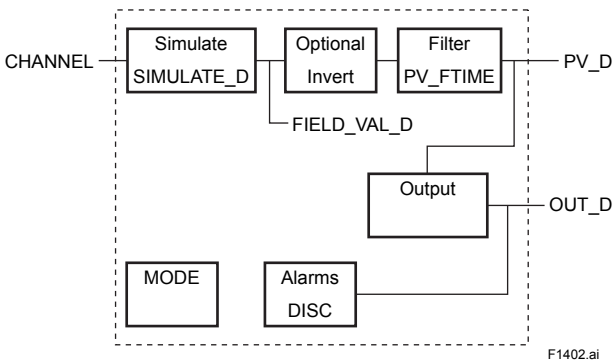 Simulate
SIMULATE_D
Optional
Invert
Filter
PV_FTIME
CHANNEL
PV_D
FIELD_VAL_D
Output
OUT_D
MODE
Alarms
DISC
F1402.ai